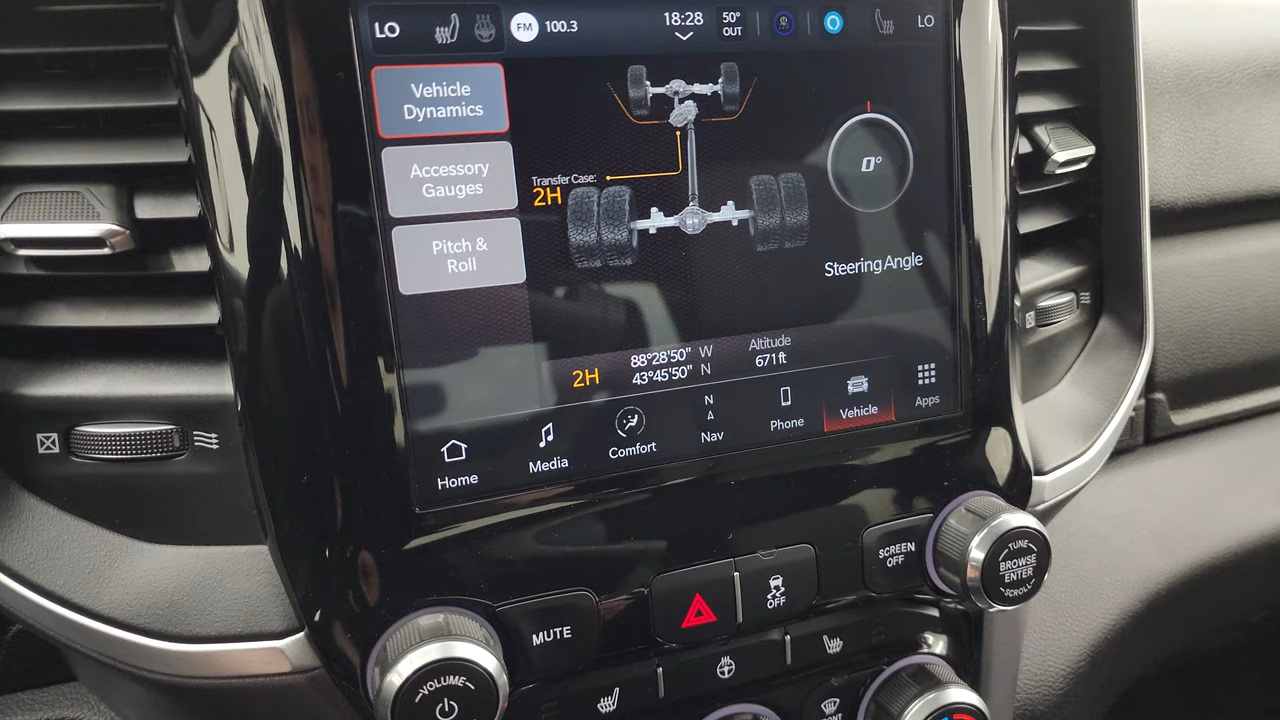 LO
FM
100.3
18:28
50°
OUT
LO
Vehicle
Dynamics
Accessory
Gauges
Pitch &
Roll
Transfer Case:
2H
0°
Steering Angle
2H
88°28'50" W
43°45'50" N
Altitude
671ft
Home
Media
Comfort
N
Nav
Phone
Vehicle
Apps
VOLUME
MUTE
OFF
SCREEN
OFF
TUNE
BROWSE
ENTER
SCROLL